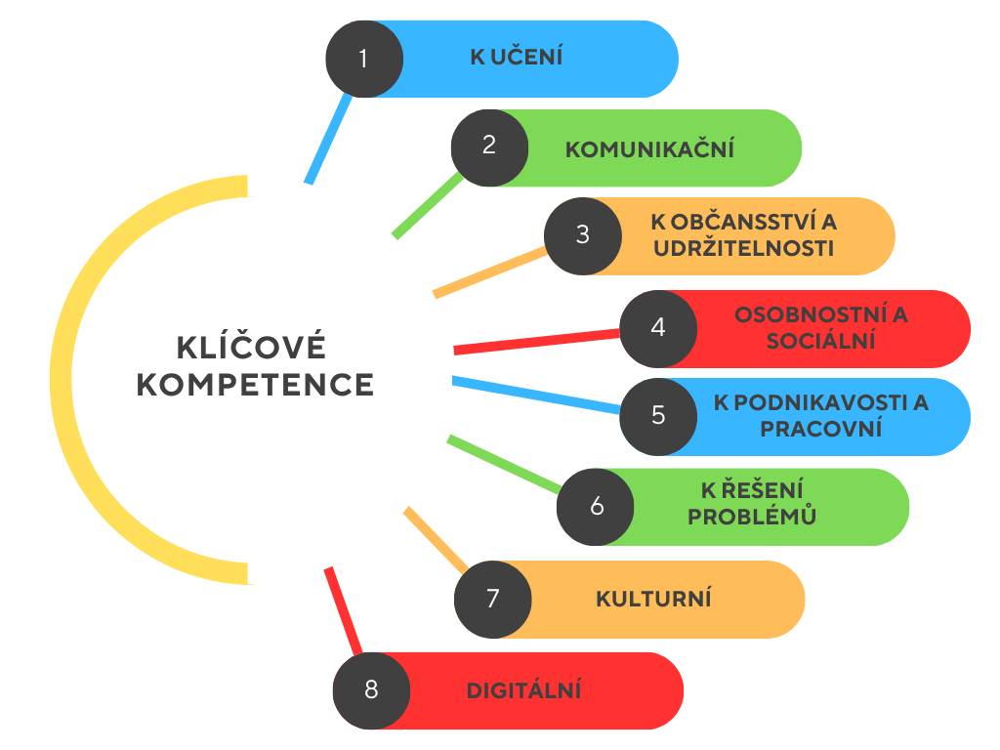 1
K UČENÍ
2
KOMUNIKAČNÍ
3
K OBČANSSTVÍ A
UDRŽITELNOSTI
4
OSOBNOSTNÍ A
SOCIÁLNÍ
KLÍČOVÉ
KOMPETENCE
5
K PODNIKAVOSTI A
PRACOVNÍ
6
K ŘEŠENÍ
PROBLÉMŮ
7
KULTURNÍ
8
DIGITÁLNÍ